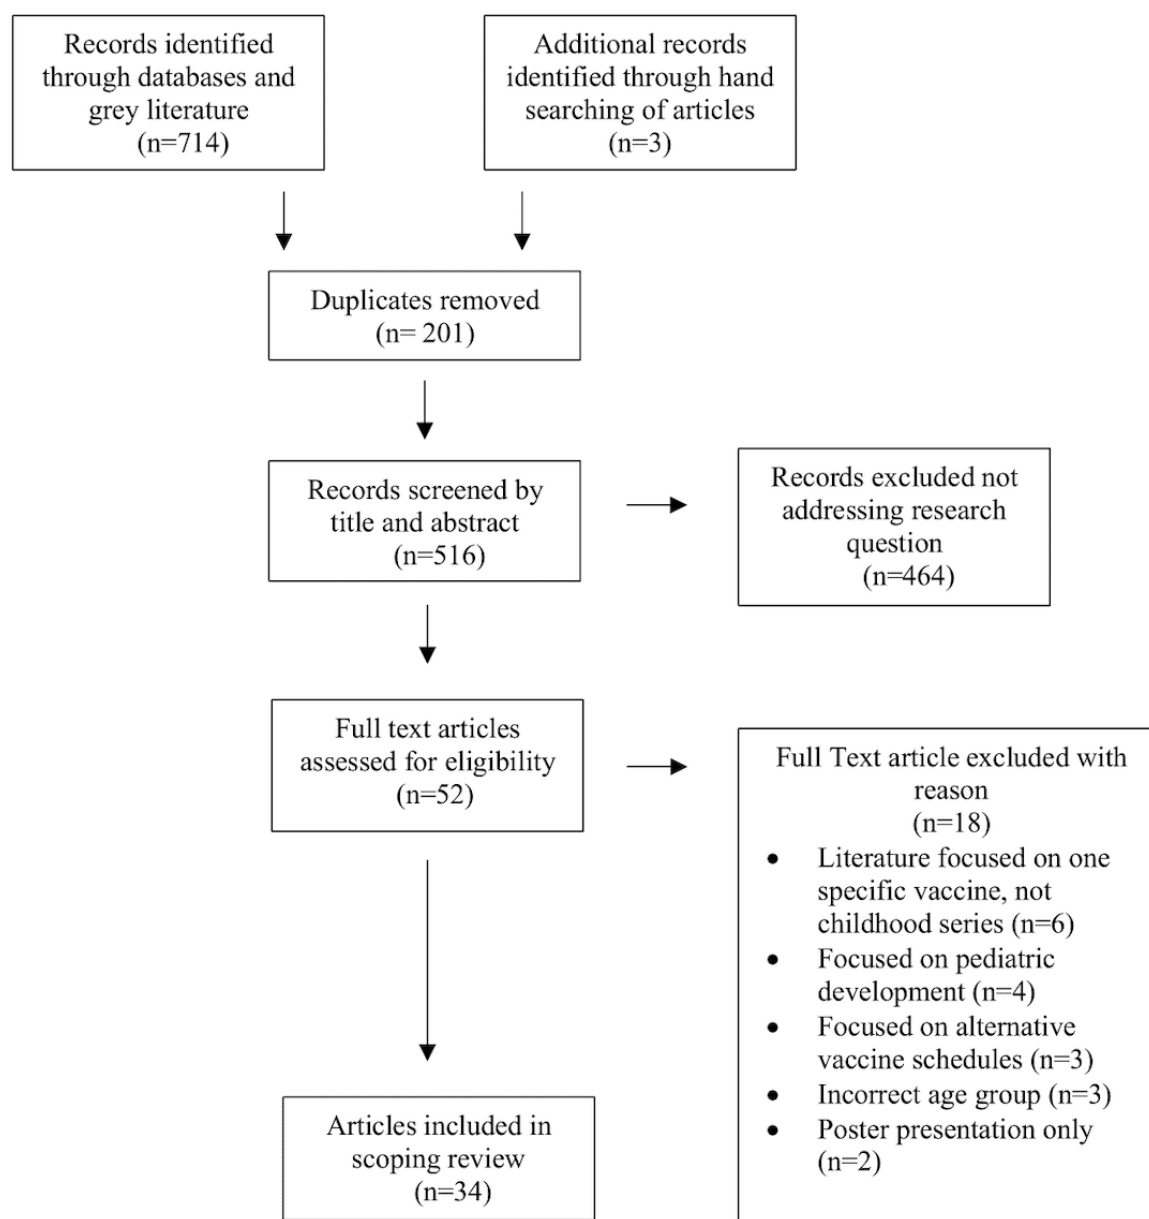 Records identified
through databases and
grey literature
(n=714)
Additional records
identified through hand
searching of articles
(n=3)
Duplicates removed
(n= 201)
Records screened by
title and abstract
(n=516)
Records excluded not
addressing research
question
(n=464)
Full text articles
assessed for eligibility
(n=52)
Full Text article excluded with
reason
(n=18)
• Literature focused on one
specific vaccine, not
childhood series (n=6)
• Focused on pediatric
development (n=4)
• Focused on alternative
vaccine schedules (n=3)
• Incorrect age group (n=3)
• Poster presentation only
(n=2)
Articles included in
scoping review
(n=34)